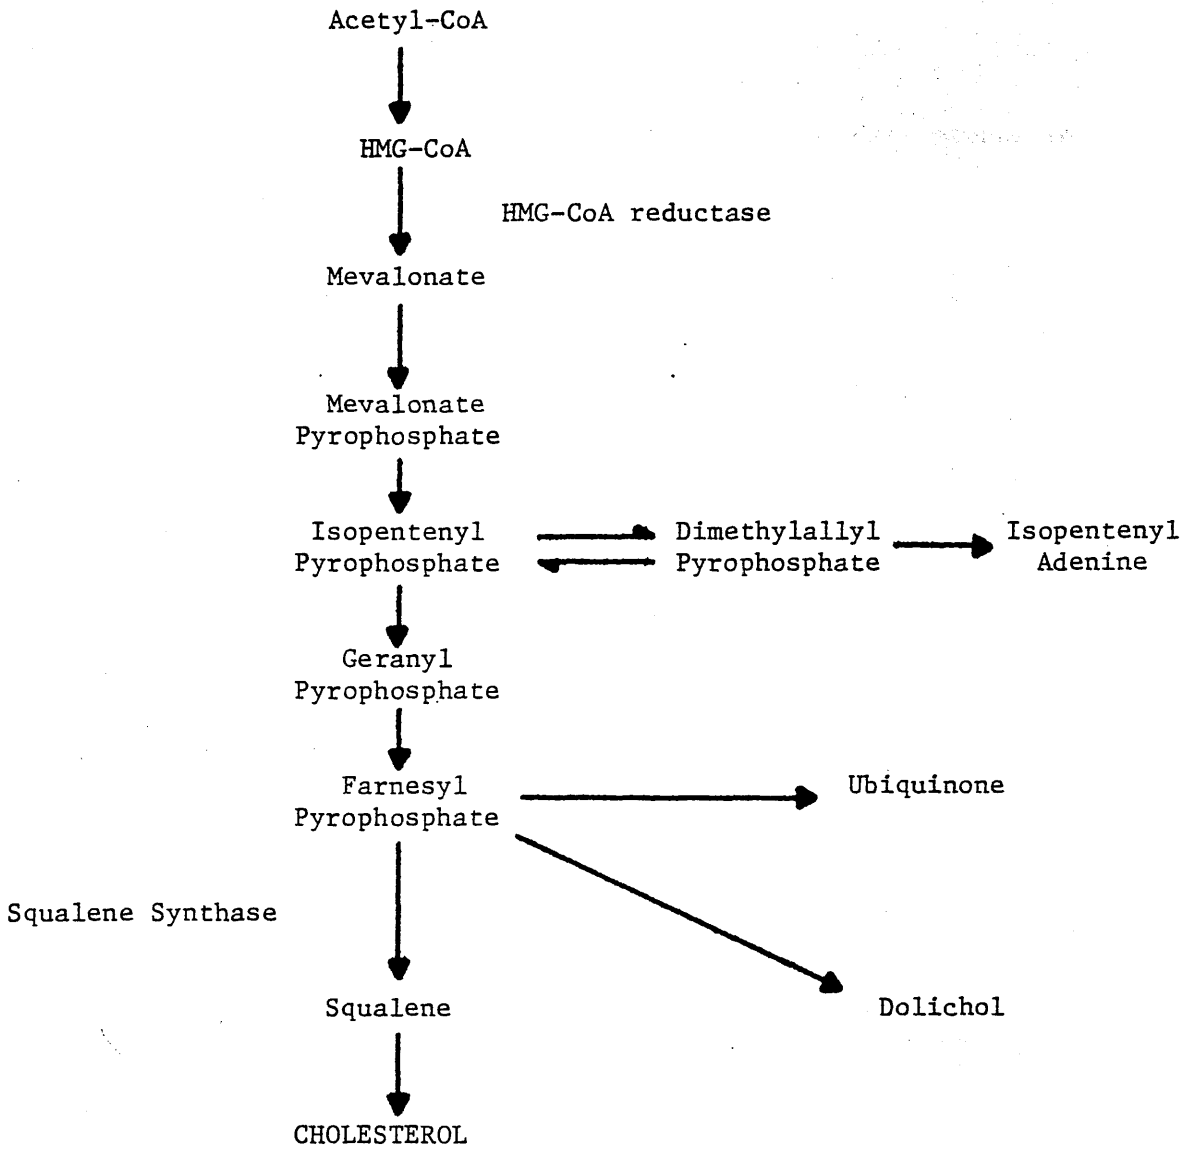 Acetyl-CoA
HMG-CoA
HMG-CoA reductase
Mevalonate
Mevalonate
Pyrophosphate
Isopentenyl
Pyrophosphate
Dimethylallyl
Pyrophosphate
Isopentenyl
Adenine
Geranyl
Pyrophosphate
Farnesyl
Pyrophosphate
Ubiquinone
Squalene Synthase
Squalene
Dolichol
CHOLESTEROL